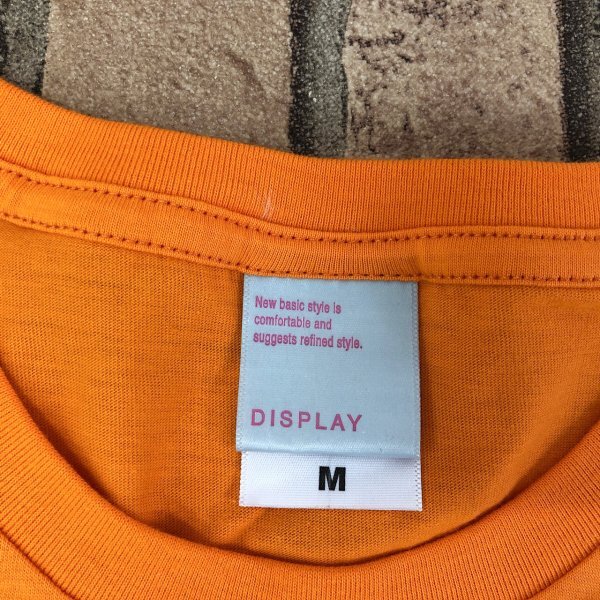 New basic style is
comfortable and
suggests refined style.
DISPLAY
M